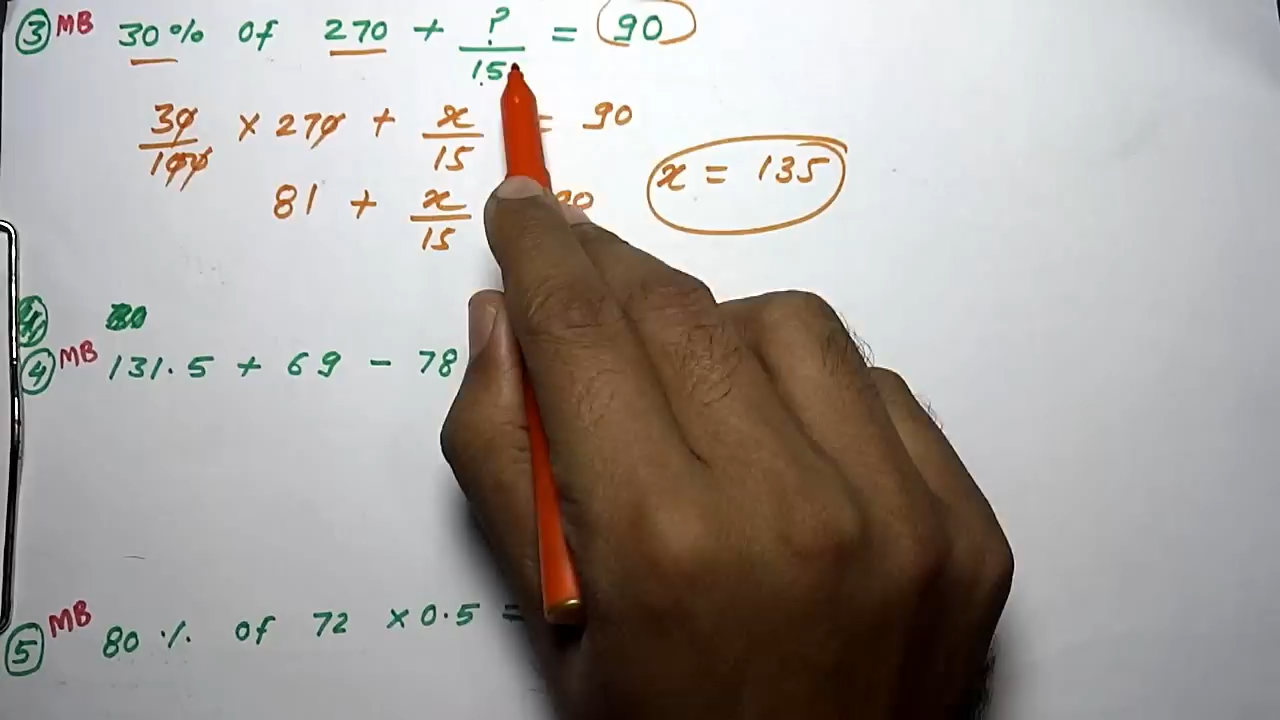 ③ MB 30% of 270 + ?/15 = 90
30/100 × 270 + x/15 = 90
81 + x/15 90
x = 135
④ MB 131.5 + 69 - 78
⑤ MB 80 % of 72 × 0.5 =